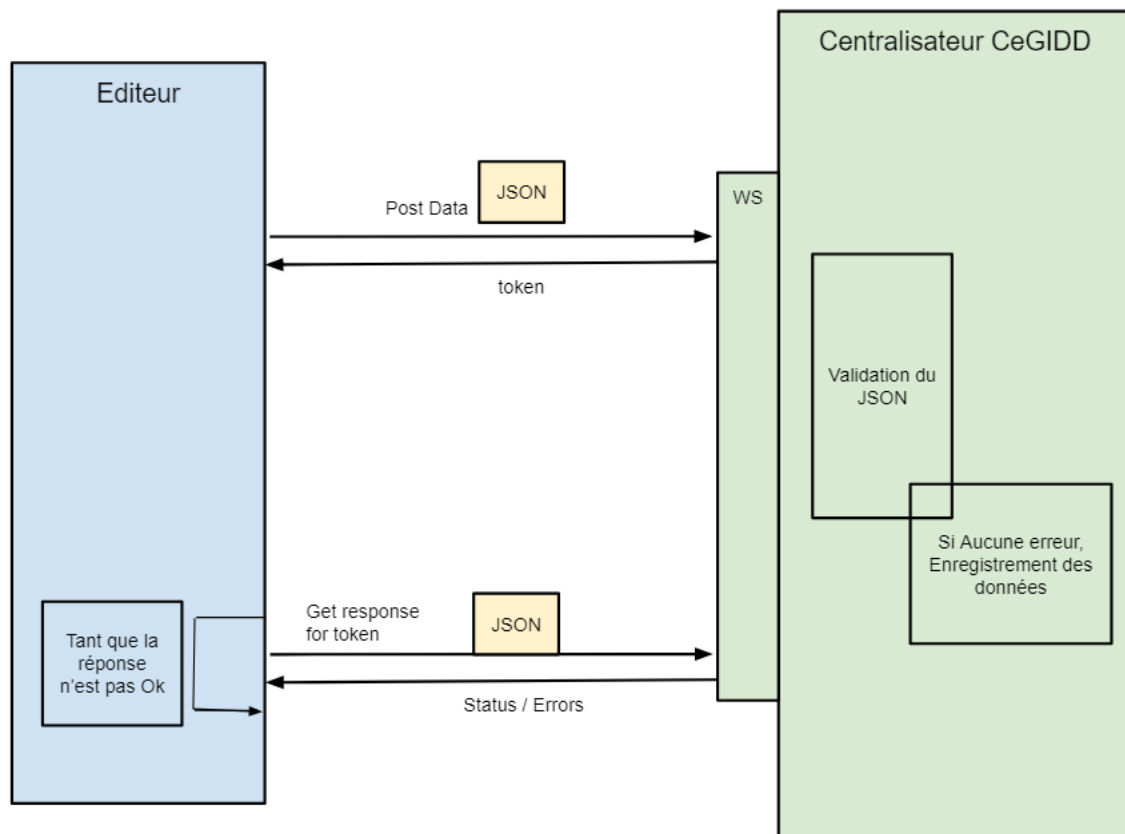 Centralisateur CeGIDD
Editeur
JSON
WS
Post Data
token
Validation du
JSON
Si Aucune erreur,
Enregistrement des
données
Get response
for token
JSON
Tant que la
réponse
n'est pas Ok
Status / Errors